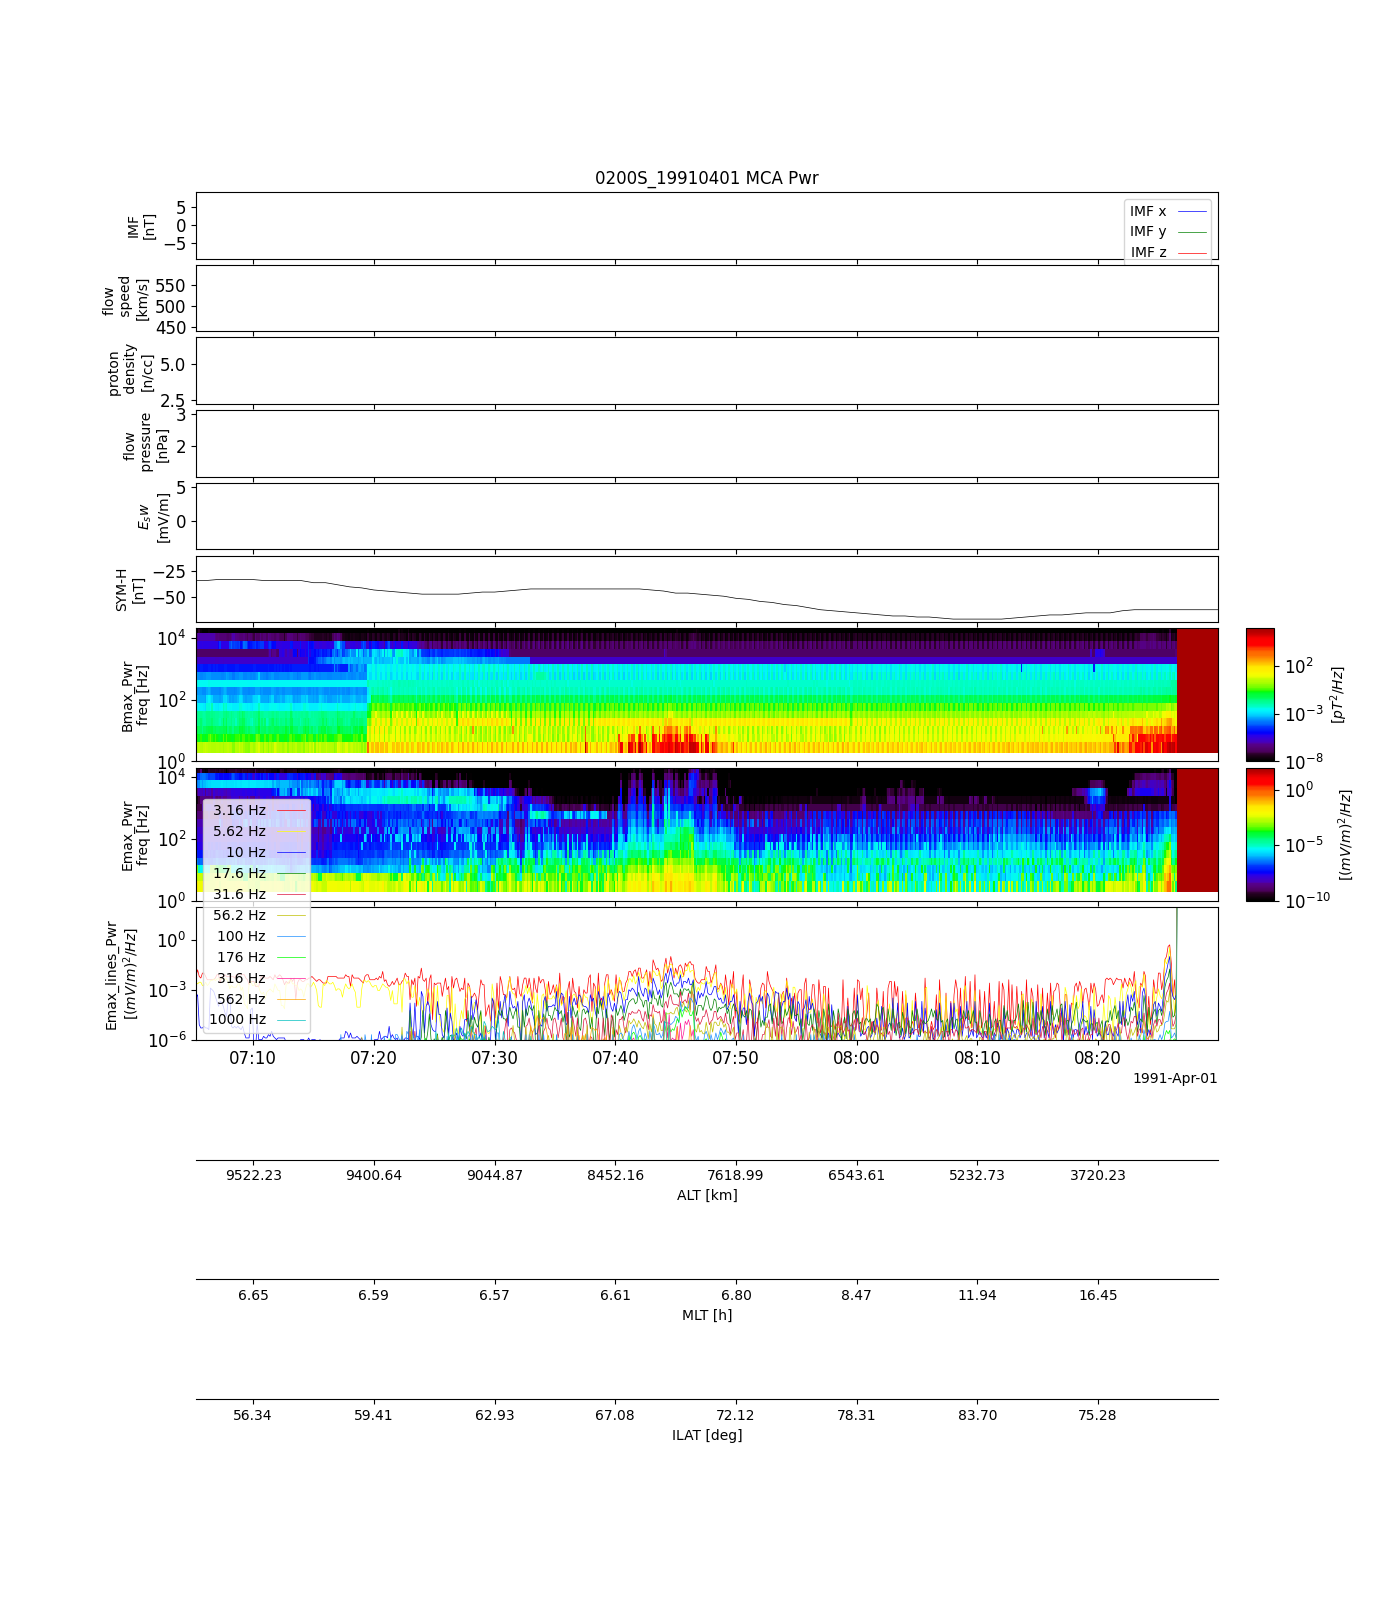 0200S_19910401 MCA Pwr
IMF
[nT]
5
0
−5
IMF x
IMF y
IMF z
flow
speed
[km/s]
550
500
450
proton
density
[n/cc]
5.0
2.5
flow
pressure
[nPa]
3
2
E_sw
[mV/m]
5
0
SYM-H
[nT]
−25
−50
Bmax_Pwr
freq [Hz]
10^4
10^2
10^0
10^2
10^−3
10^−8
[pT^2/Hz]
Emax_Pwr
freq [Hz]
10^4
10^2
10^0
10^0
10^−5
10^−10
[(mV/m)^2/Hz]
3.16 Hz
5.62 Hz
10 Hz
17.6 Hz
31.6 Hz
56.2 Hz
100 Hz
176 Hz
316 Hz
562 Hz
1000 Hz
Emax_lines_Pwr
[(mV/m)^2/Hz]
10^0
10^−3
10^−6
07:10 07:20 07:30 07:40 07:50 08:00 08:10 08:20
1991-Apr-01
9522.23 9400.64 9044.87 8452.16 7618.99 6543.61 5232.73 3720.23
ALT [km]
6.65 6.59 6.57 6.61 6.80 8.47 11.94 16.45
MLT [h]
56.34 59.41 62.93 67.08 72.12 78.31 83.70 75.28
ILAT [deg]